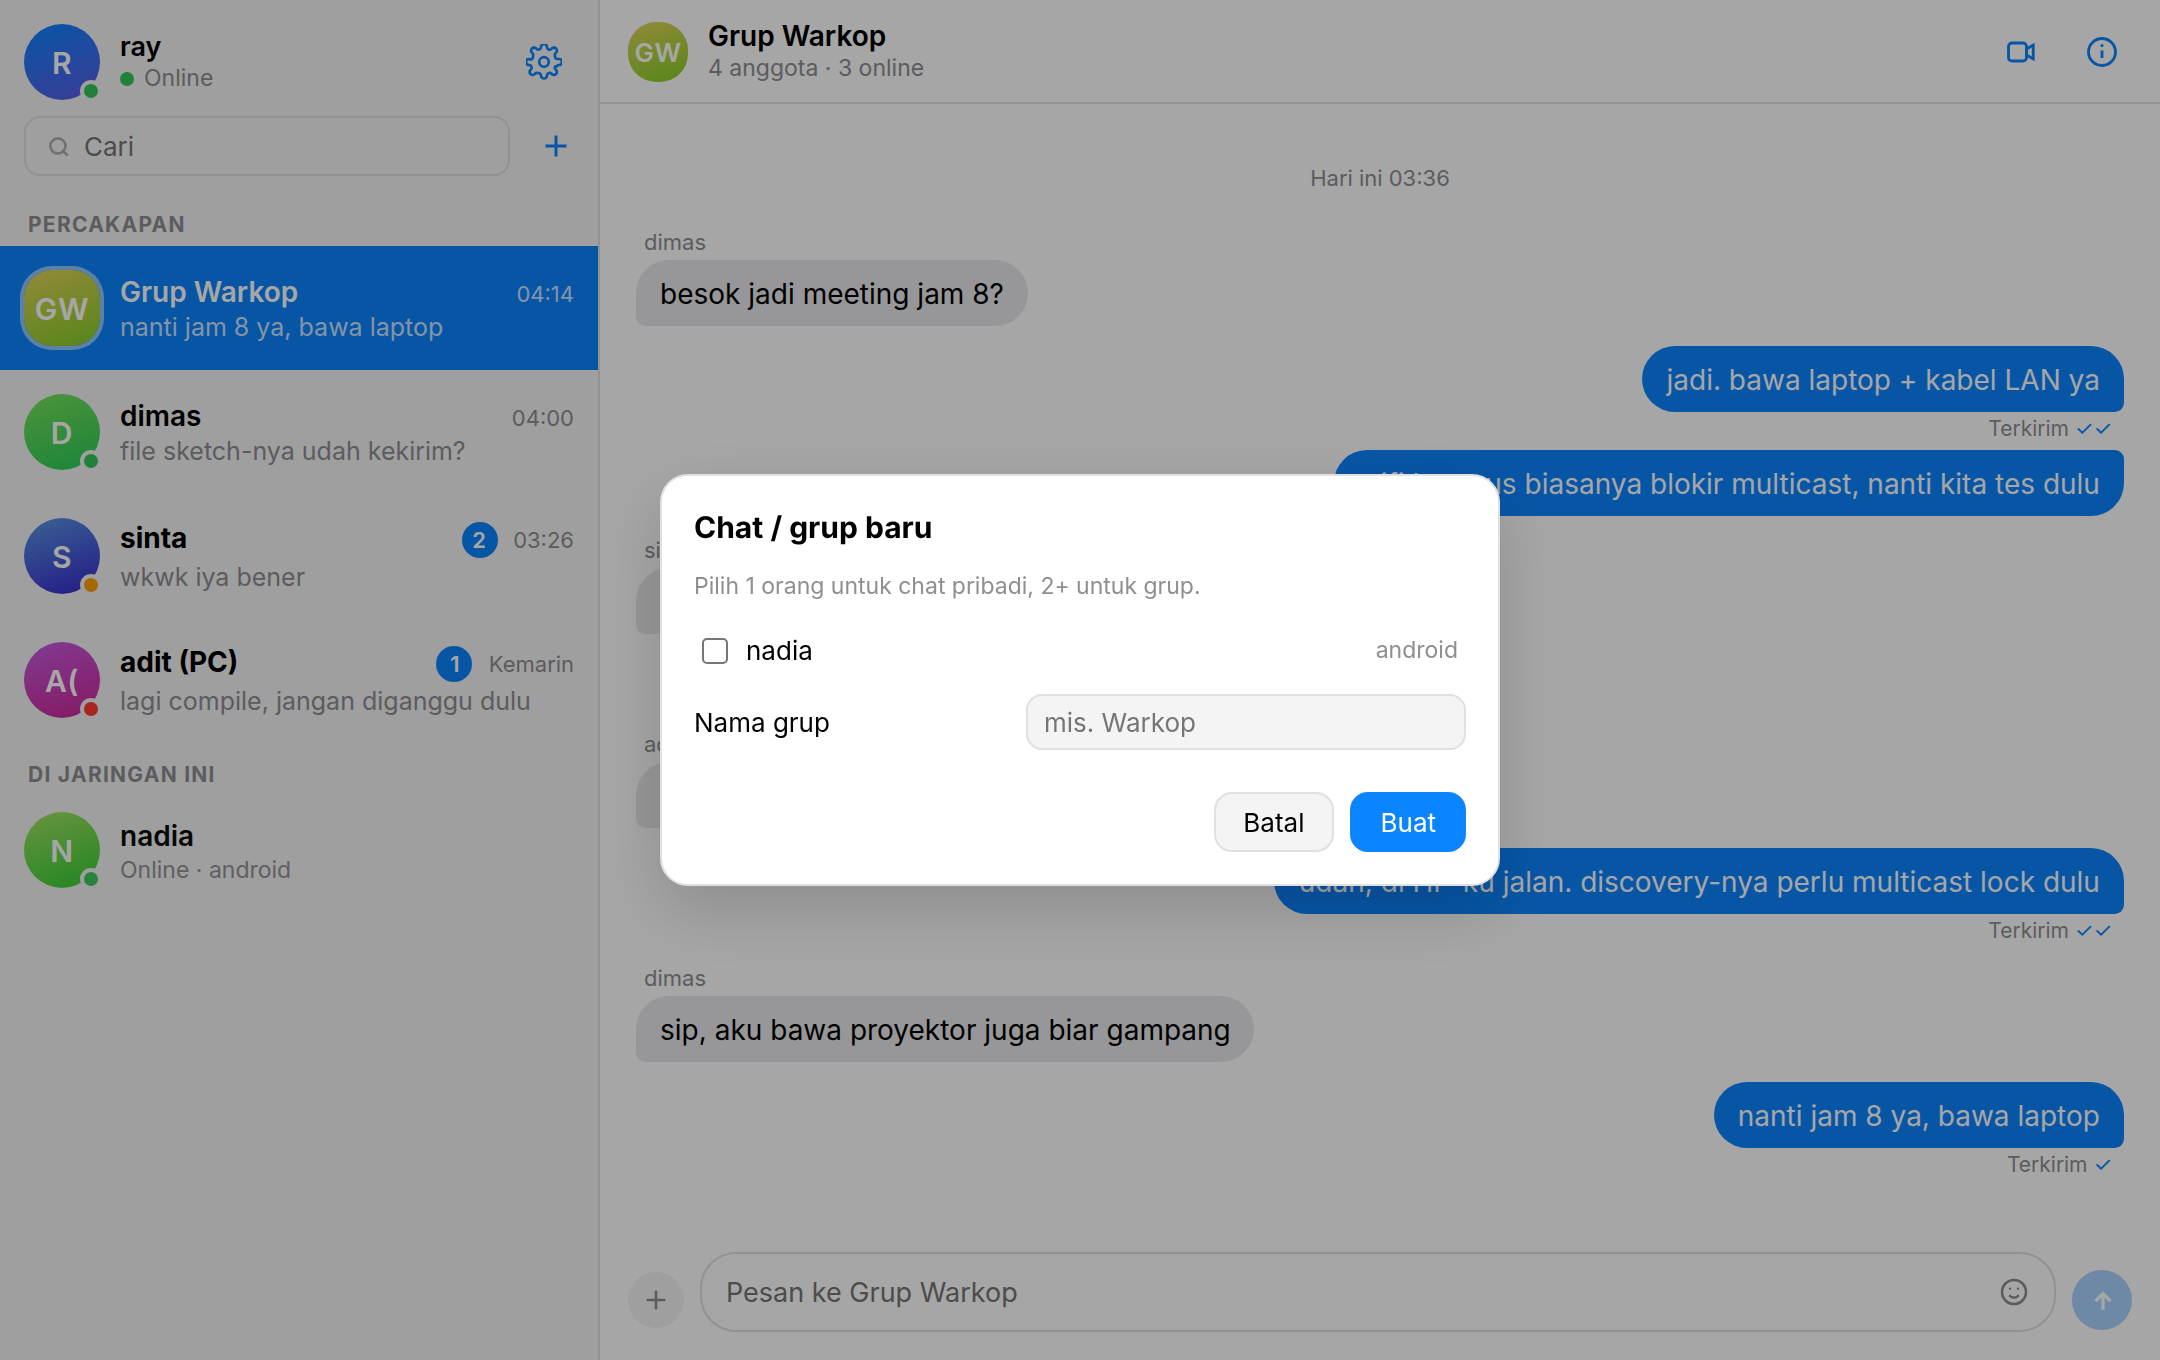 R
ray
Online
Cari
PERCAKAPAN
GW
Grup Warkop
04:14
nanti jam 8 ya, bawa laptop
D
dimas
04:00
file sketch-nya udah kekirim?
S
sinta
2
03:26
wkwk iya bener
A(
adit (PC)
1
Kemarin
lagi compile, jangan diganggu dulu
DI JARINGAN INI
N
nadia
Online · android
GW
Grup Warkop
4 anggota · 3 online
Hari ini 03:36
dimas
besok jadi meeting jam 8?
jadi. bawa laptop + kabel LAN ya
Terkirim
biasanya blokir multicast, nanti kita tes dulu
Chat / grup baru
Pilih 1 orang untuk chat pribadi, 2+ untuk grup.
nadia
android
Nama grup
mis. Warkop
Batal
Buat
jalan. discovery-nya perlu multicast lock dulu
Terkirim
dimas
sip, aku bawa proyektor juga biar gampang
nanti jam 8 ya, bawa laptop
Terkirim
Pesan ke Grup Warkop